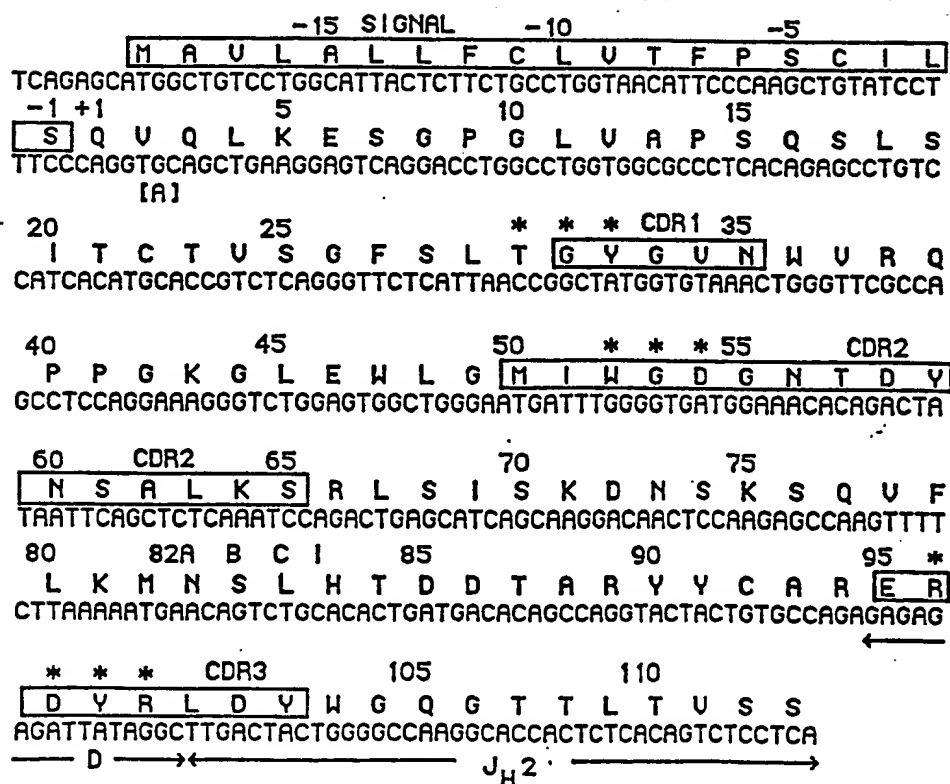 -15 SIGNAL -10 -5
M A V L A L L F C L V T F P S C I L
TCAGAGCATGGCTGTCCTGGCATTACTCTTCTGCCTGGTAACATTCCCAAGCTGTATCCT
-1 +1 5 10 15
S Q V Q L K E S G P G L V A P S Q S L S
TTCCCAGGTGCAGCTGAAGGAGTCAGGACCTGGCCTGGTGGCGCCCTCACAGAGCCTGTC
[A]
20 25 * * * CDR1 35
I T C T V S G F S L T G Y G V N W V R Q
CATCACATGCACCGTCTCAGGGTTCTCATTAACCGGCTATGGTGTAAACTGGGTTCGCCA
40 45 50 * * * 55 CDR2
P P G K G L E W L G M I W G D G N T D Y
GCCTCCAGGAAAGGGTCTGGAGTGGCTGGGAATGATTTGGGGTGATGGAAACACAGACTA
60 CDR2 65 70 75
N S A L K S R L S I S K D N S K S Q V F
TAATTCAGCTCTCAAATCCAGACTGAGCATCAGCAAGGACAACTCCAAGAGCCAAGTTTT
80 82A B C I 85 90 95 *
L K M N S L H T D D T A R Y Y C A R E R
CTTAAAAATGAACAGTCTGCACACTGATGACACAGCCAGGTACTACTGTGCCAGAGAGAG
* * * CDR3 105 110
D Y R L D Y W G Q G T T L T V S S
AGATTATAGGCTTGACTACTGGGGCCAAGGCACCACTCTCACAGTCTCCTCA
D JH2